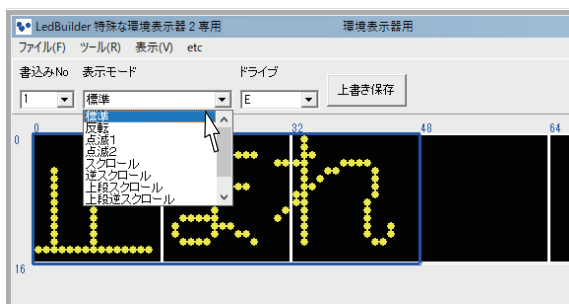 LedBuilder 特殊な環境表示器 2 専用 環境表示器用
ファイル(F) ツール(R) 表示(V) etc
書込みNo 表示モード ドライブ
1 標準 E 上書き保存
標準
反転
点滅1
点滅2
スクロール
逆スクロール
上段スクロール
上段逆スクロール
0 32 48 64
0
止まれ
16